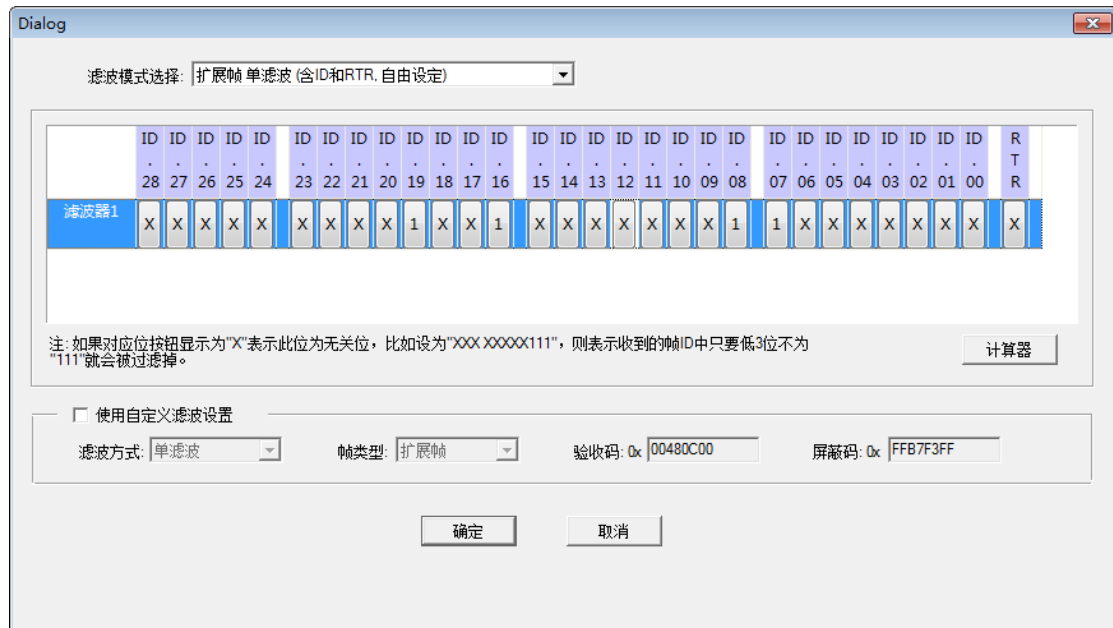 Dialog
滤波模式选择: 扩展帧 单滤波 (含ID和RTR, 自由设定)
ID ID ID ID ID ID ID ID ID ID ID ID ID ID ID ID ID ID ID ID ID ID ID ID ID ID ID ID ID R
. . . . . . . . . . . . . . . . . . . . . . . . . . . . . T
28 27 26 25 24 23 22 21 20 19 18 17 16 15 14 13 12 11 10 09 08 07 06 05 04 03 02 01 00 R
滤波器1 X X X X X X X X X 1 X X 1 X X X X X X X 1 1 X X X X X X X X
注: 如果对应位按钮显示为"X"表示此位为无关位，比如设为"XXX XXXXX111"，则表示收到的帧ID中只要低3位不为
"111"就会被过滤掉。
计算器
使用自定义滤波设置
滤波方式: 单滤波 帧类型: 扩展帧 验收码: 0x 00480C00 屏蔽码: 0x FFB7F3FF
确定 取消